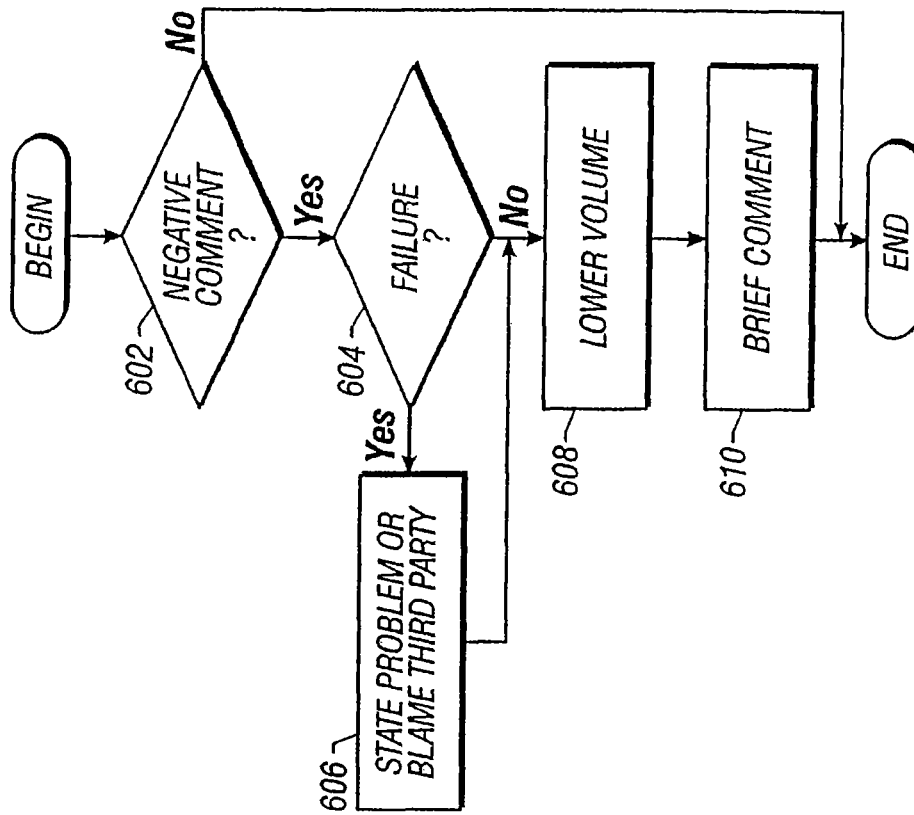 BEGIN
602
NEGATIVE
COMMENT
?
No
Yes
604
FAILURE
?
Yes
No
606
STATE PROBLEM OR
BLAME THIRD PARTY
608
LOWER VOLUME
610
BRIEF COMMENT
END